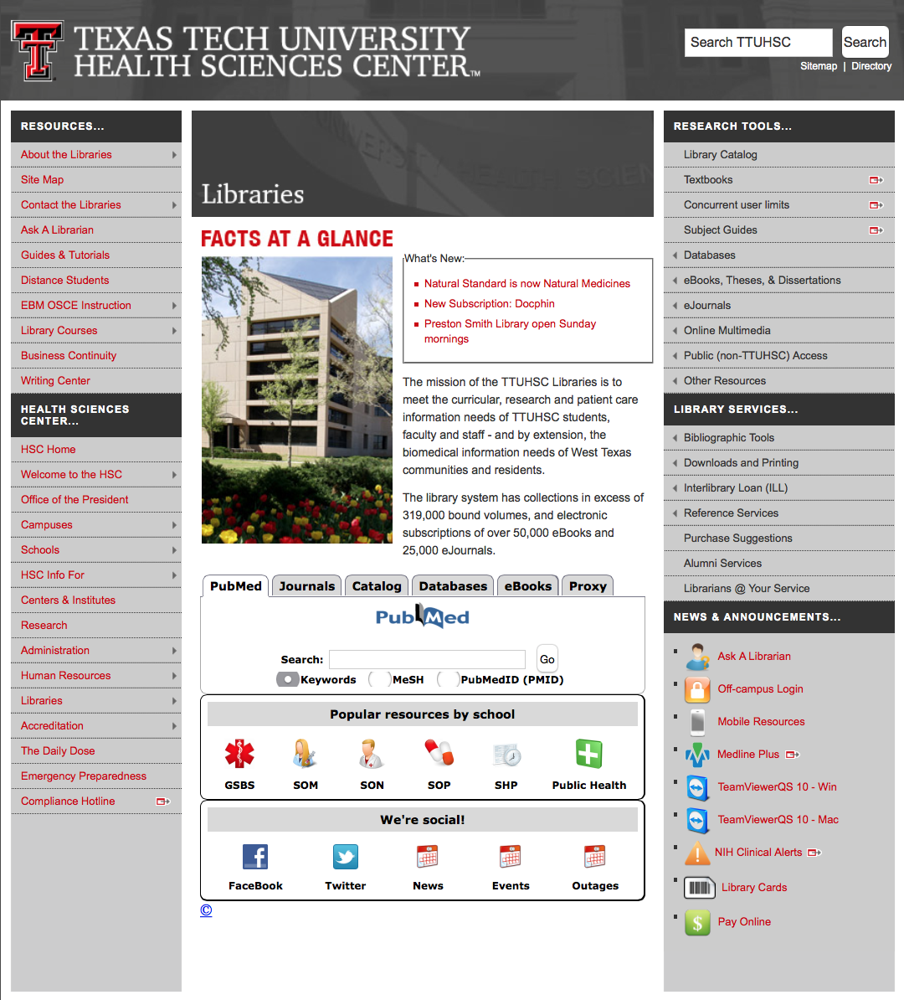 TEXAS TECH UNIVERSITY
HEALTH SCIENCES CENTER™
Search TTUHSC
Search
Sitemap | Directory
RESOURCES...
About the Libraries
Site Map
Contact the Libraries
Ask A Librarian
Guides & Tutorials
Distance Students
EBM OSCE Instruction
Library Courses
Business Continuity
Writing Center
HEALTH SCIENCES
CENTER...
HSC Home
Welcome to the HSC
Office of the President
Campuses
Schools
HSC Info For
Centers & Institutes
Research
Administration
Human Resources
Libraries
Accreditation
The Daily Dose
Emergency Preparedness
Compliance Hotline
Libraries
FACTS AT A GLANCE
What's New:
Natural Standard is now Natural Medicines
New Subscription: Docphin
Preston Smith Library open Sunday
mornings
The mission of the TTUHSC Libraries is to
meet the curricular, research and patient care
information needs of TTUHSC students,
faculty and staff - and by extension, the
biomedical information needs of West Texas
communities and residents.
The library system has collections in excess of
319,000 bound volumes, and electronic
subscriptions of over 50,000 eBooks and
25,000 eJournals.
PubMed Journals Catalog Databases eBooks Proxy
PubMed
Search: Go
Keywords MeSH PubMedID (PMID)
Popular resources by school
GSBS SOM SON SOP SHP Public Health
We're social!
FaceBook Twitter News Events Outages
©
RESEARCH TOOLS...
Library Catalog
Textbooks
Concurrent user limits
Subject Guides
Databases
eBooks, Theses, & Dissertations
eJournals
Online Multimedia
Public (non-TTUHSC) Access
Other Resources
LIBRARY SERVICES...
Bibliographic Tools
Downloads and Printing
Interlibrary Loan (ILL)
Reference Services
Purchase Suggestions
Alumni Services
Librarians @ Your Service
NEWS & ANNOUNCEMENTS...
Ask A Librarian
Off-campus Login
Mobile Resources
Medline Plus
TeamViewerQS 10 - Win
TeamViewerQS 10 - Mac
NIH Clinical Alerts
Library Cards
Pay Online